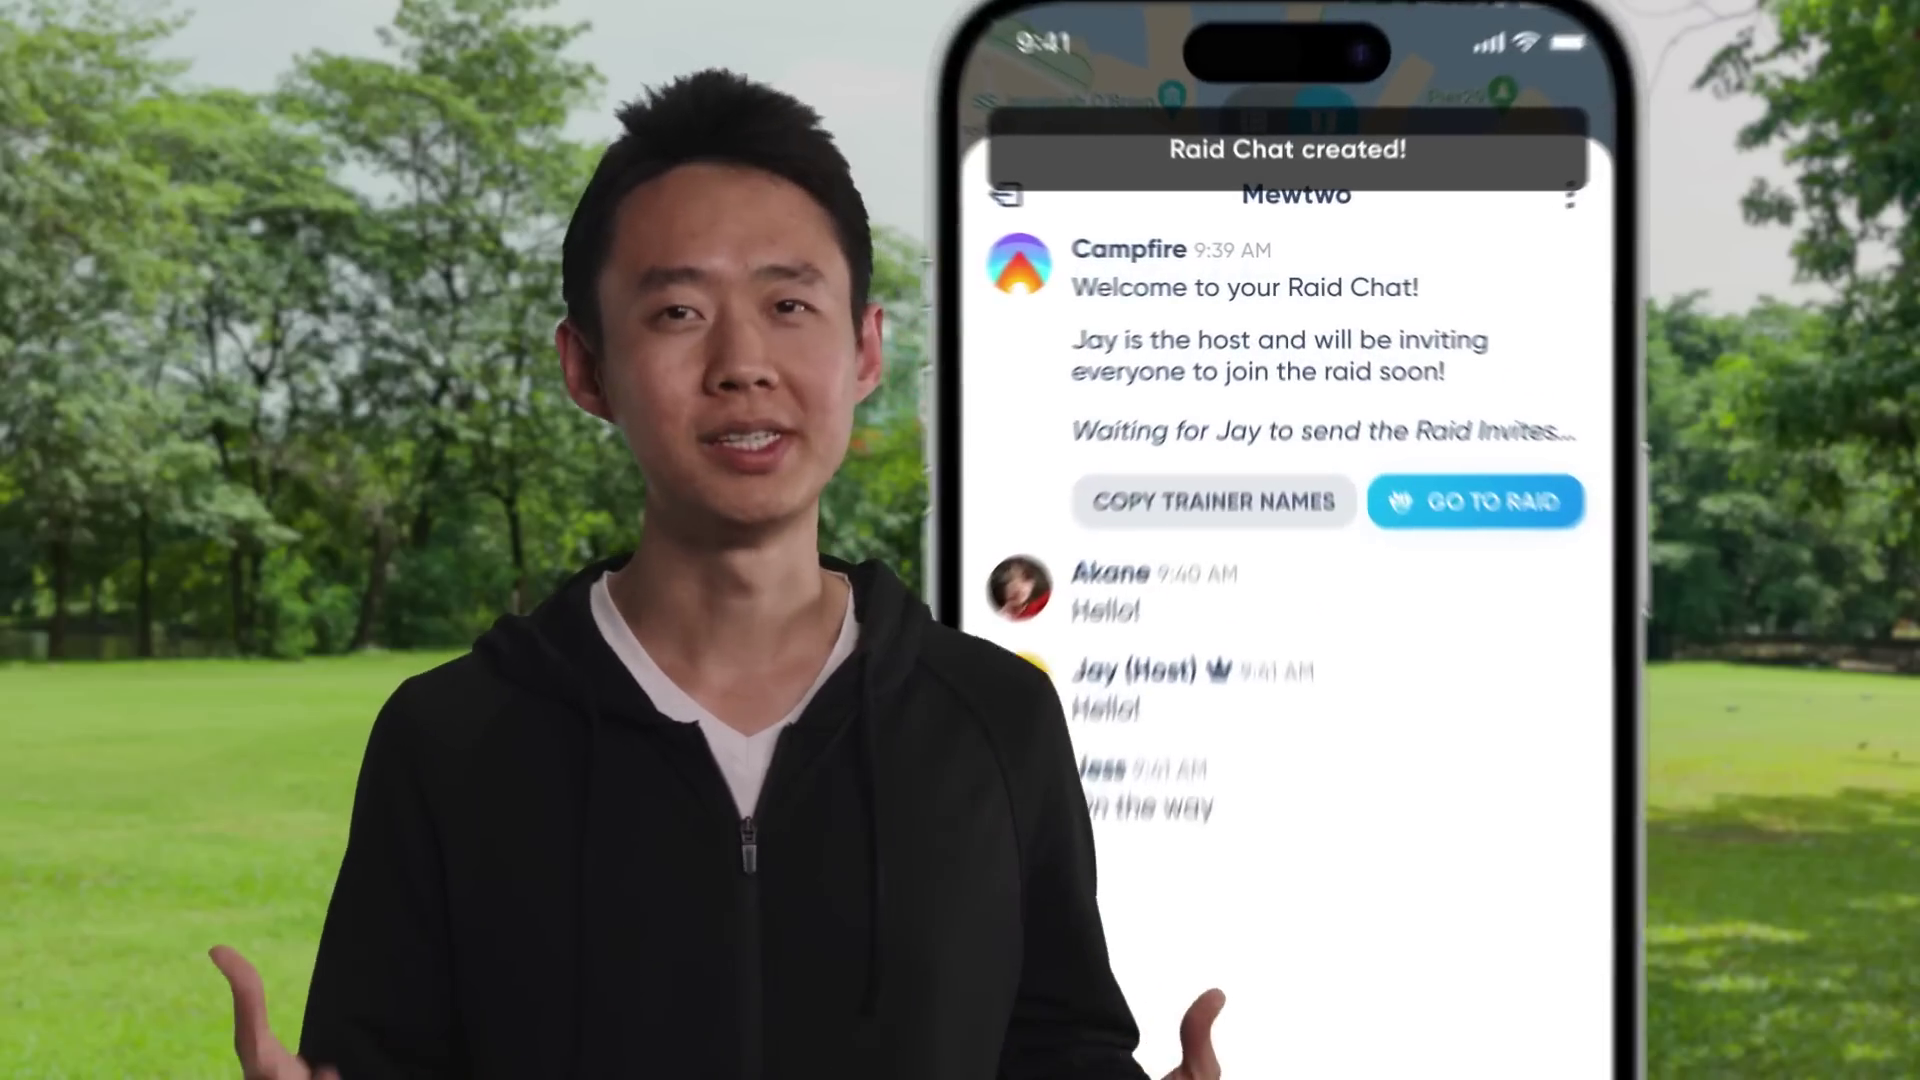 9:41
Raid Chat created!
Mewtwo
Campfire 9:39 AM
Welcome to your Raid Chat!
Jay is the host and will be inviting
everyone to join the raid soon!
Waiting for Jay to send the Raid Invites...
COPY TRAINER NAMES
GO TO RAID
Akane 9:40 AM
Hello!
Jay (Host) 9:41 AM
Hello!
Jess 9:41 AM
n the way